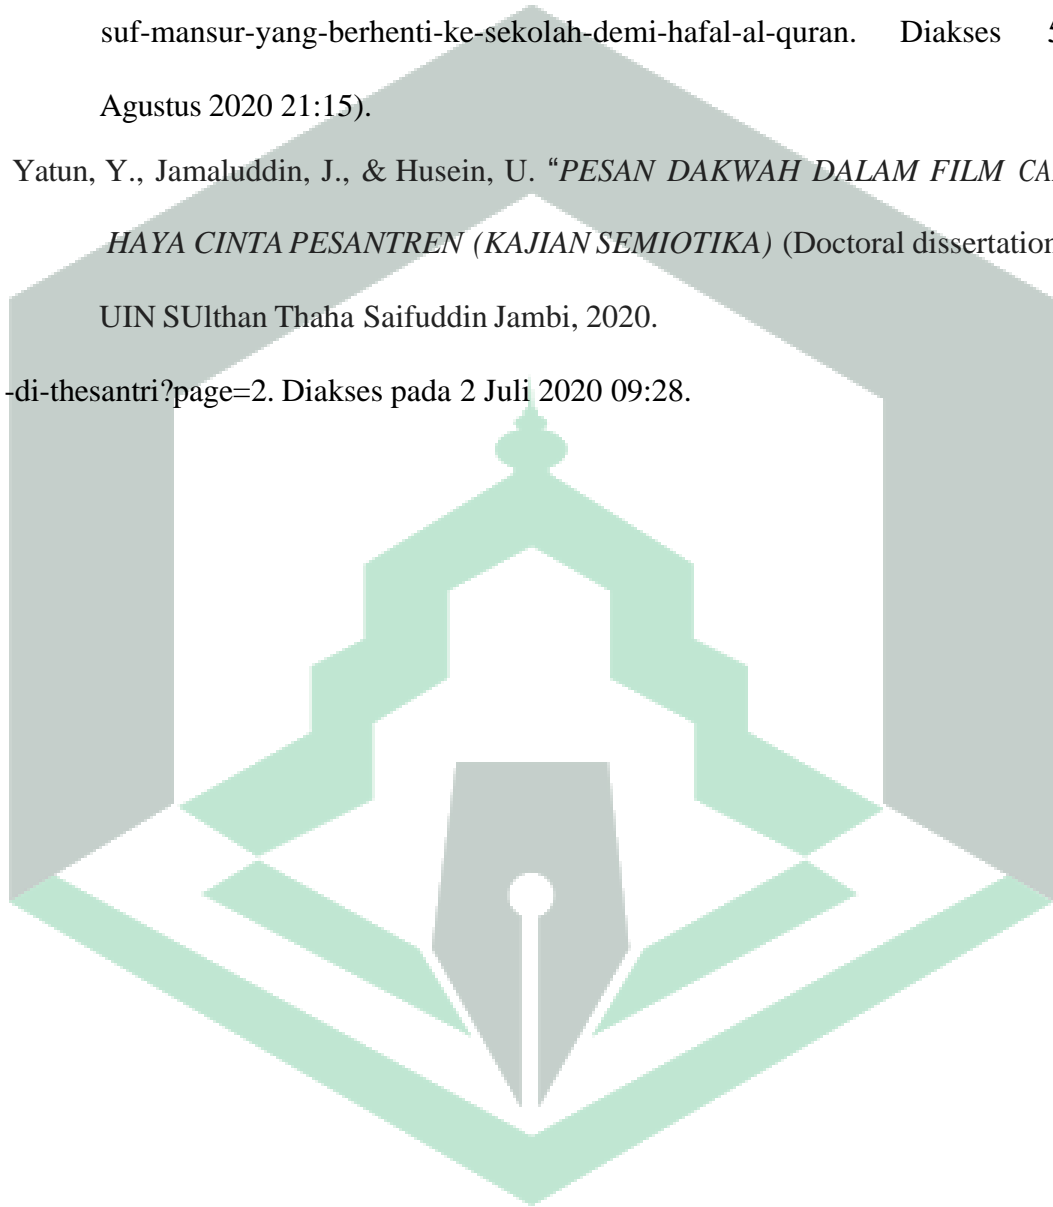 suf-mansur-yang-berhenti-ke-sekolah-demi-hafal-al-quran. Diakses 5
Agustus 2020 21:15).
Yatun, Y., Jamaluddin, J., & Husein, U. “PESAN DAKWAH DALAM FILM CA
HAYA CINTA PESANTREN (KAJIAN SEMIOTIKA) (Doctoral dissertation
UIN SUlthan Thaha Saifuddin Jambi, 2020.
-di-thesantri?page=2. Diakses pada 2 Juli 2020 09:28.